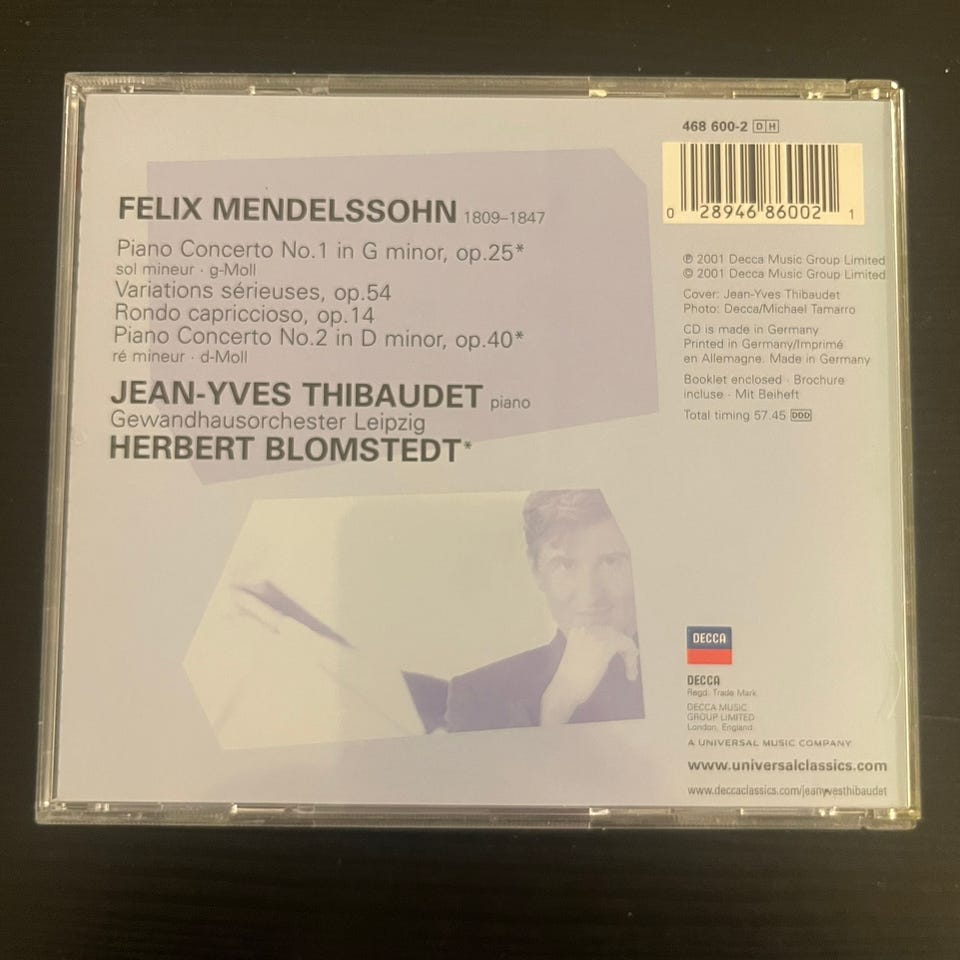 468 600-2 DH
0 28946 86002 1
FELIX MENDELSSOHN 1809–1847
Piano Concerto No.1 in G minor, op.25*
sol mineur · g-Moll
Variations sérieuses, op.54
Rondo capriccioso, op.14
Piano Concerto No.2 in D minor, op.40*
ré mineur · d-Moll
JEAN-YVES THIBAUDET piano
Gewandhausorchester Leipzig
HERBERT BLOMSTEDT*
℗ 2001 Decca Music Group Limited
© 2001 Decca Music Group Limited
Cover: Jean-Yves Thibaudet
Photo: Decca/Michael Tamarro
CD is made in Germany
Printed in Germany/Imprimé
en Allemagne. Made in Germany
Booklet enclosed · Brochure
incluse · Mit Beiheft
Total timing 57.45 DDD
DECCA
DECCA
Regd. Trade Mark
DECCA MUSIC
GROUP LIMITED
London, England
A UNIVERSAL MUSIC COMPANY
www.universalclassics.com
www.deccaclassics.com/jeanyvesthibaudet